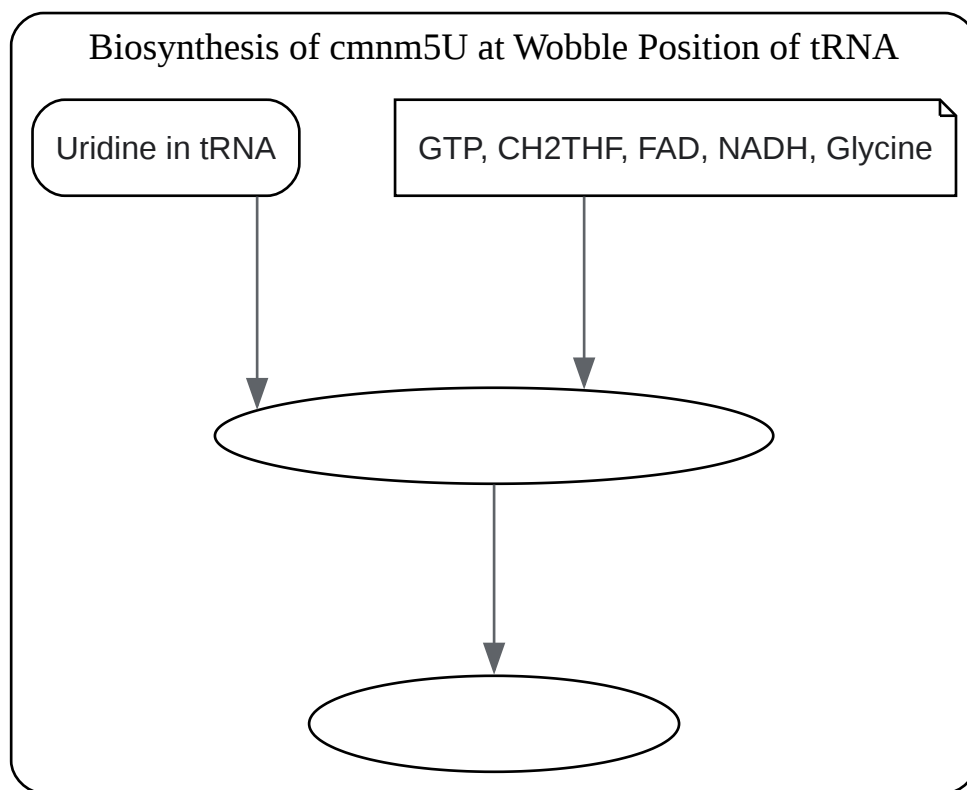 Biosynthesis of cmnm5U at Wobble Position of tRNA
Uridine in tRNA
GTP, CH2THF, FAD, NADH, Glycine